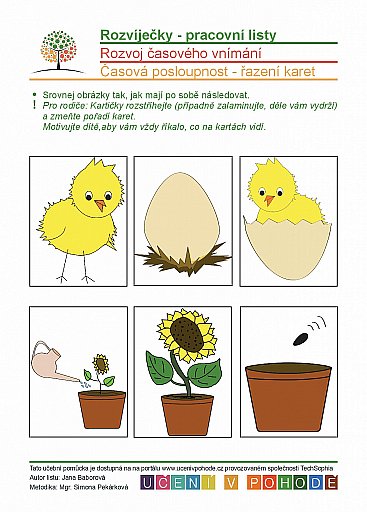 Rozvíječky - pracovní listy
Rozvoj časového vnímání
Časová posloupnost - řazení karet
• Srovnej obrázky tak, jak mají po sobě následovat.
! Pro rodiče: Kartičky rozstříhejte (případně zalaminujte, déle vám vydrží)
a zmeňte pořadí karet.
Motivujte dítě,aby vám vždy říkalo, co na kartách vidí.
Tato učební pomůcka je dostupná na na portálu www.ucenivpohode.cz provozovaném společností TechSophia
Autor listu: Jana Baborová
Metodika: Mgr. Simona Pekárková
UČENÍ V POHODĚ